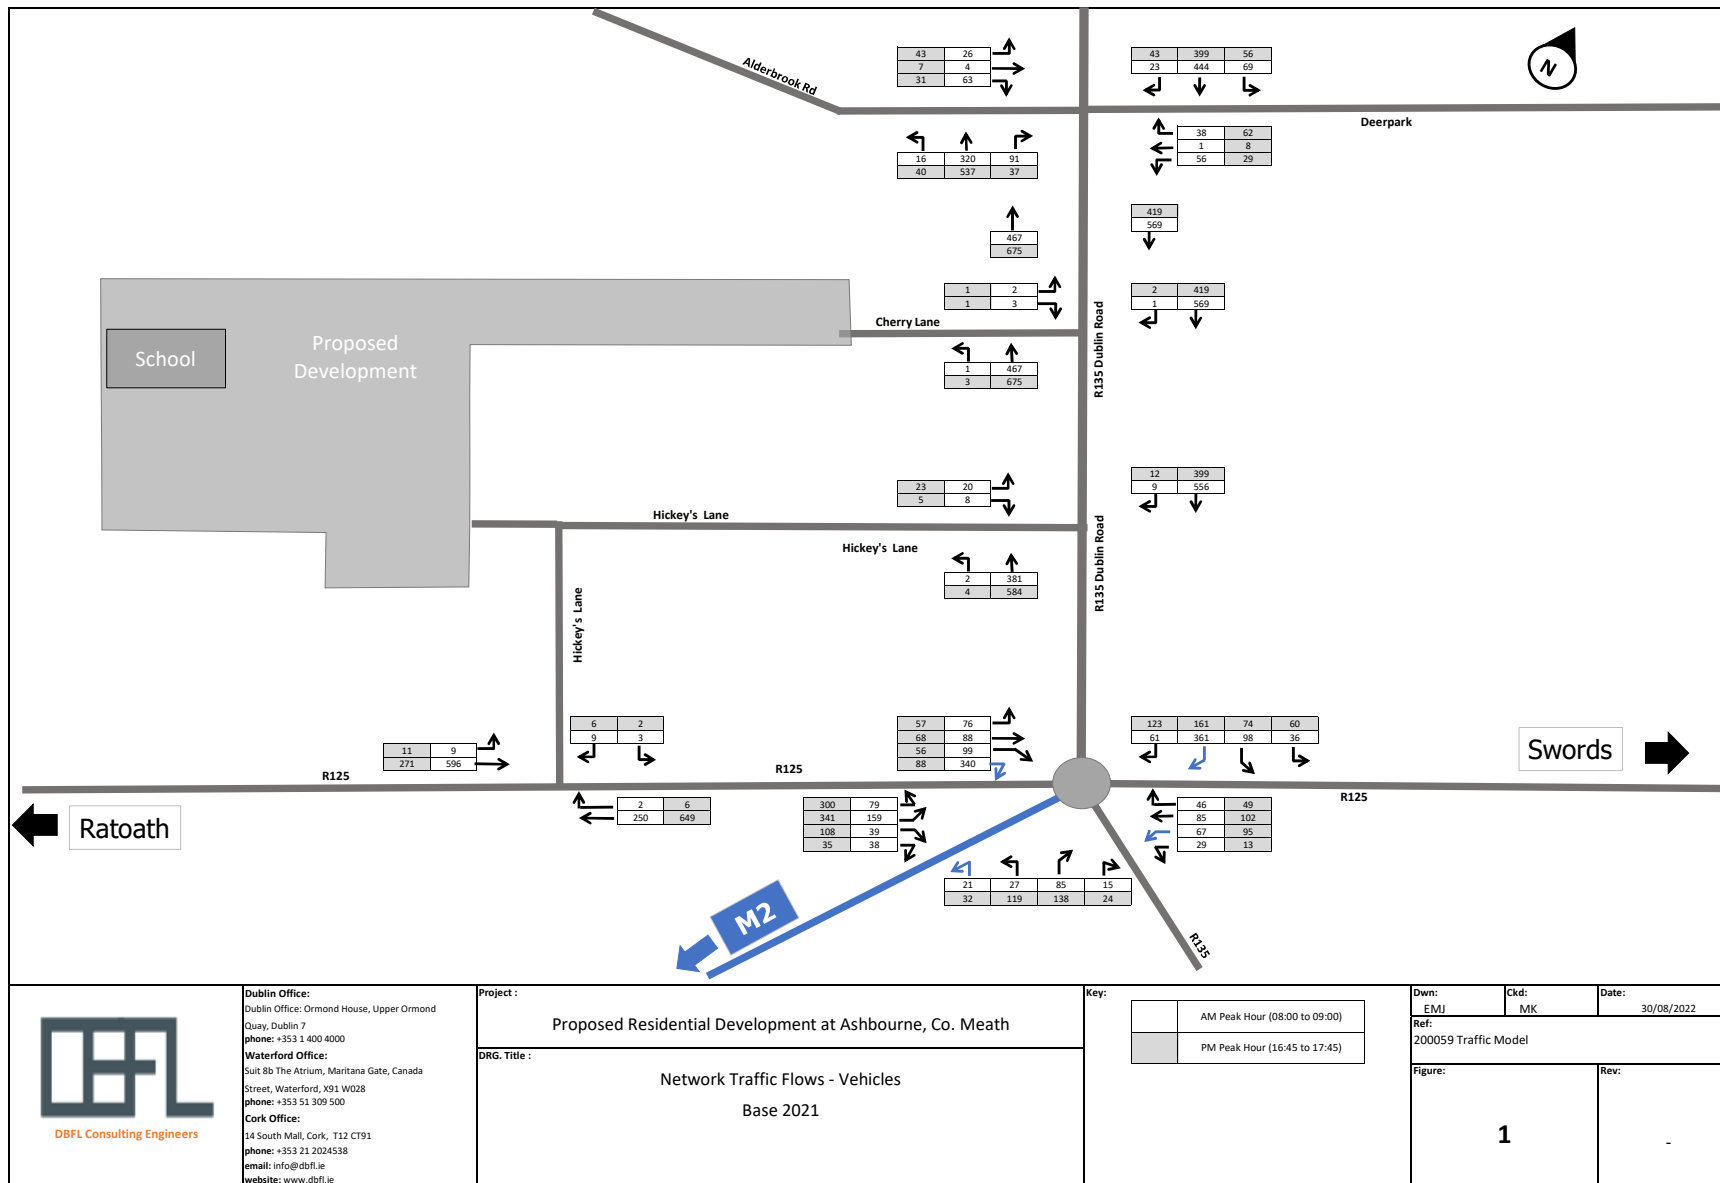 43 26
7 4
31 63
43 399 56
23 444 69
N
Alderbrook Rd
Deerpark
38 62
1 8
56 29
16 320 91
40 537 37
419
569
467
675
1 2
1 3
2 419
1 569
Cherry Lane
R135 Dublin Road
School
Proposed
Development
1 467
3 675
12 399
9 556
23 20
5 8
Hickey's Lane
Hickey's Lane
R135 Dublin Road
2 381
4 584
Hickey's Lane
6 2
9 3
11 9
271 596
57 76
68 88
56 99
88 340
123 161 74 60
61 361 98 36
Swords
R125
R125
R125
Ratoath
2 6
250 649
300 79
341 159
108 39
35 38
46 49
85 102
67 95
29 13
21 27 85 15
32 119 138 24
M2
R135
DBFL
DBFL Consulting Engineers
Dublin Office:
Dublin Office: Ormond House, Upper Ormond
Quay, Dublin 7
phone: +353 1 400 4000
Waterford Office:
Suit 8b The Atrium, Maritana Gate, Canada
Street, Waterford, X91 W028
phone: +353 51 309 500
Cork Office:
14 South Mall, Cork, T12 CT91
phone: +353 21 2024538
email: info@dbfl.ie
website: www.dbfl.ie
Project :
Proposed Residential Development at Ashbourne, Co. Meath
DRG. Title :
Network Traffic Flows - Vehicles
Base 2021
Key:
AM Peak Hour (08:00 to 09:00)
PM Peak Hour (16:45 to 17:45)
Dwn: Ckd: Date:
EMJ MK 30/08/2022
Ref:
200059 Traffic Model
Figure: Rev:
1 -